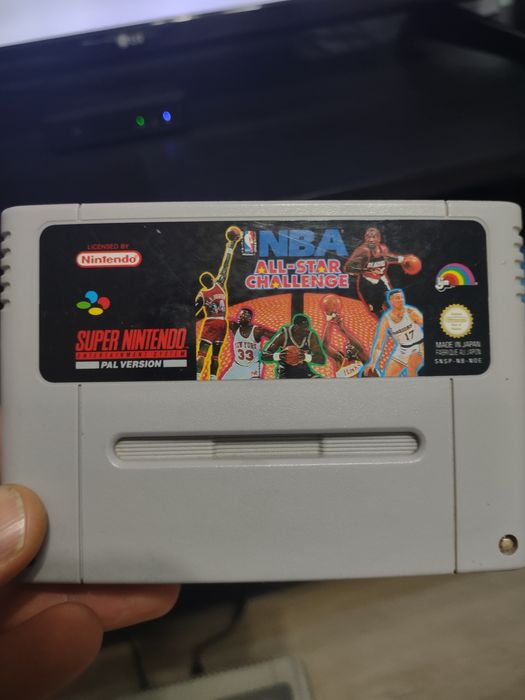 LG
LICENSED BY
Nintendo
NBA
ALL-STAR
CHALLENGE
SUPER NINTENDO
ENTERTAINMENT SYSTEM
PAL VERSION
NEW YORK
33
17
MADE IN JAPAN
FABRIQUÉ AU JAPON
SNSP-NB-NOE